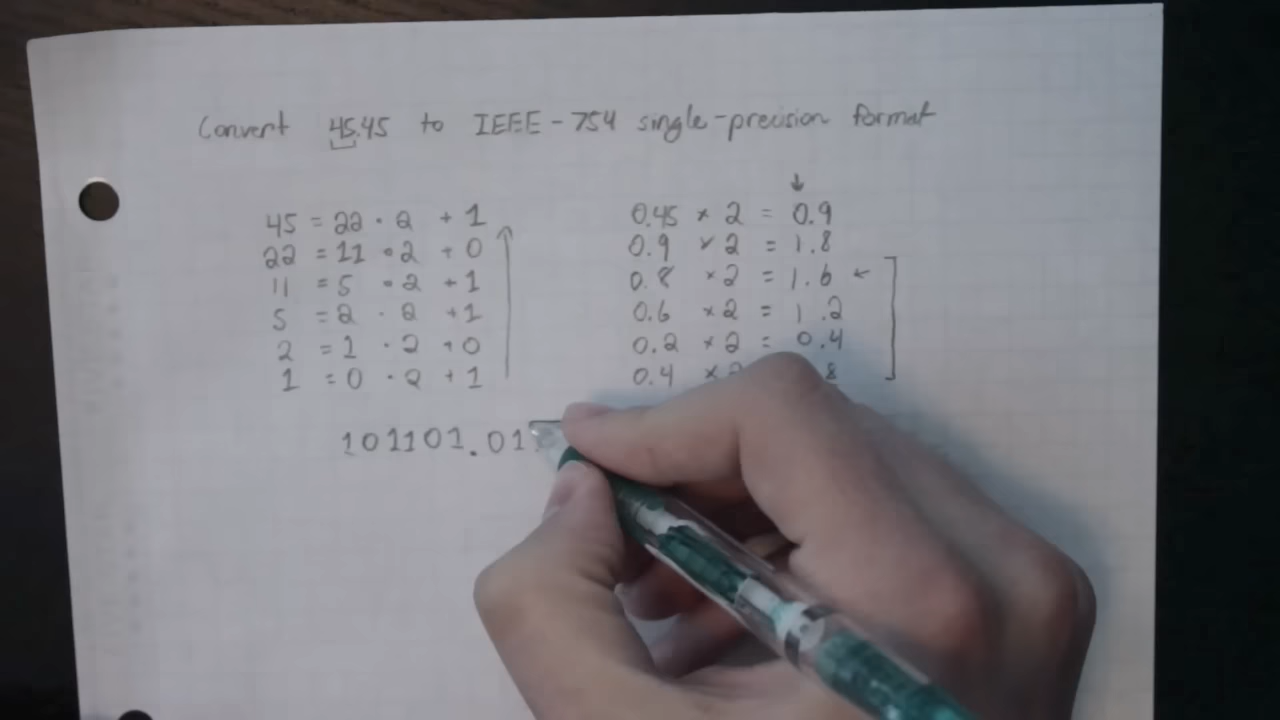 Convert 45.45 to IEEE-754 single-precision format
45 = 22 · 2 + 1
22 = 11 · 2 + 0
11 = 5 · 2 + 1
5 = 2 · 2 + 1
2 = 1 · 2 + 0
1 = 0 · 2 + 1
0.45 × 2 = 0.9
0.9 × 2 = 1.8
0.8 × 2 = 1.6 ←
0.6 × 2 = 1.2
0.2 × 2 = 0.4
0.4 × 2 8
101101.01